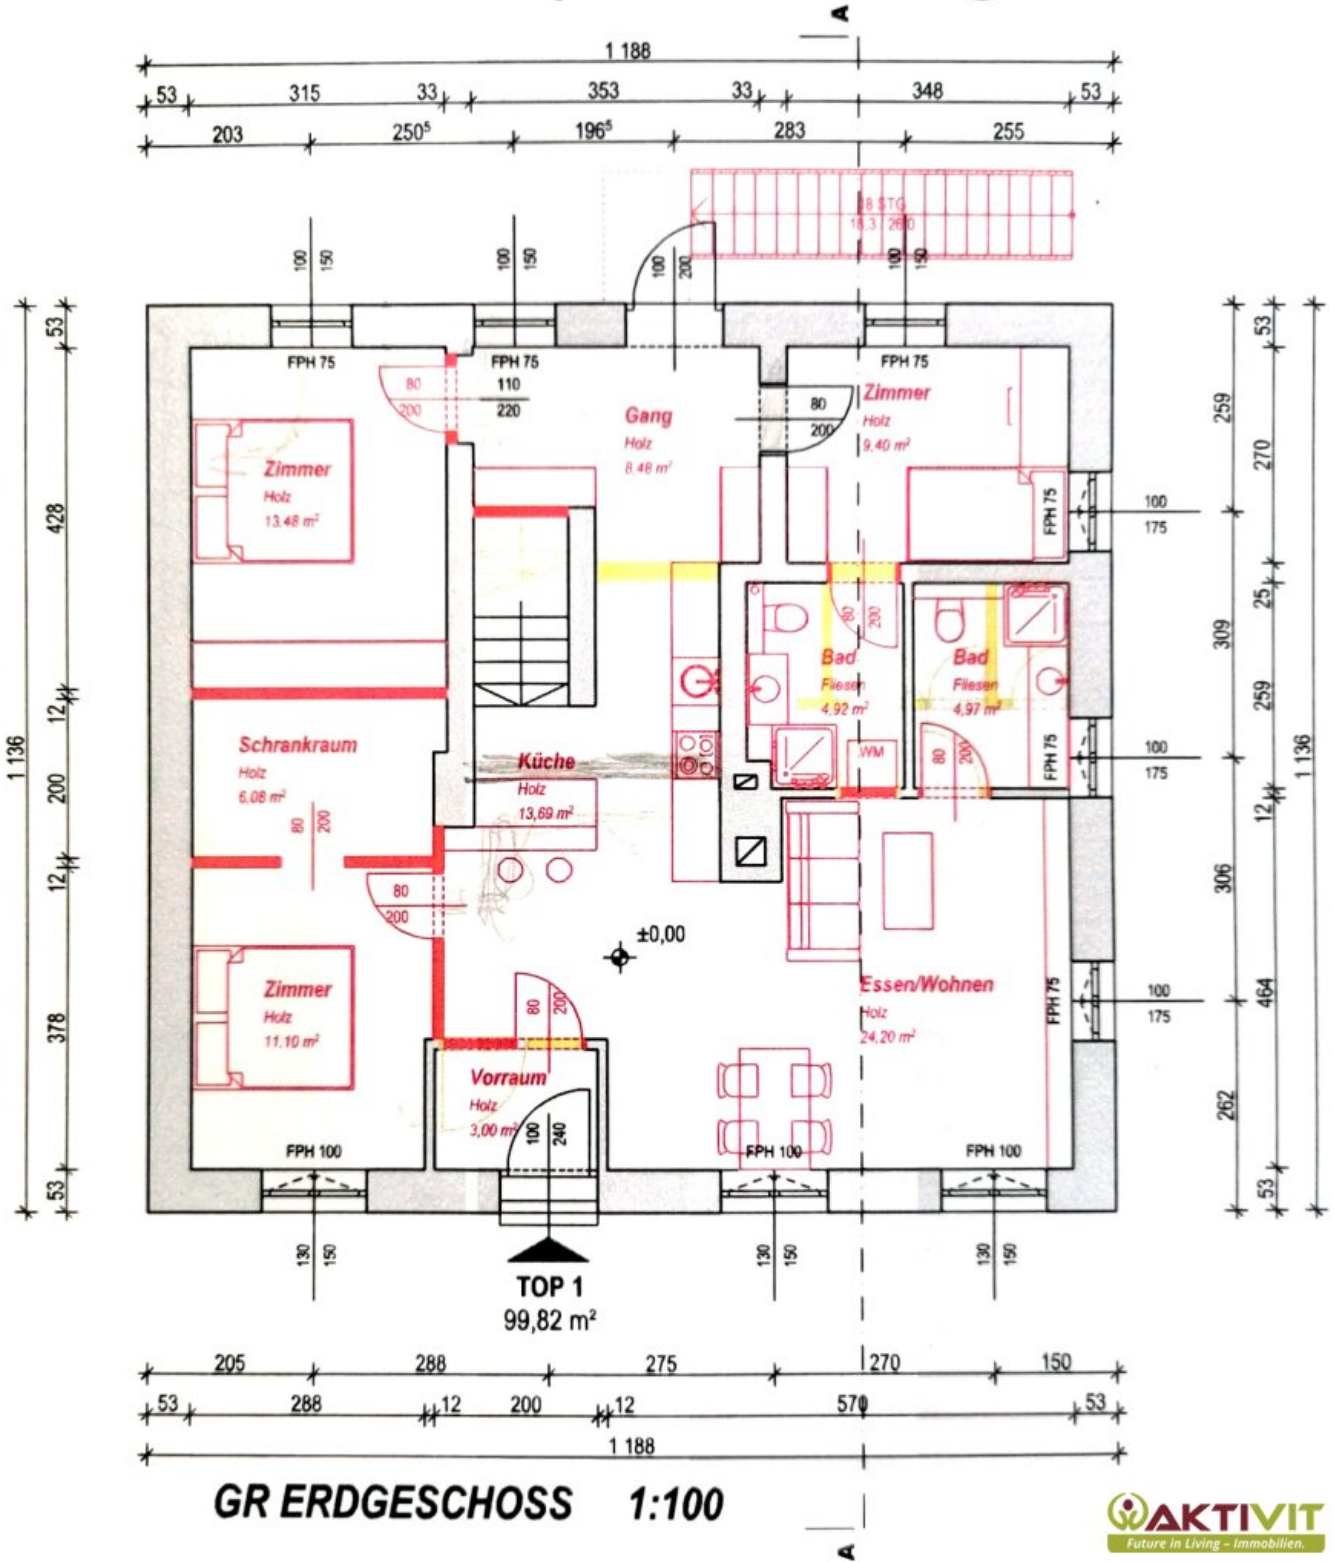 A
1 188
53 315 33 353 33 348 53
203 250⁵ 196⁵ 283 255
18 STG
18,3 / 26,0
100 150
100 150
100 200
100 150
FPH 75
FPH 75
FPH 75
80 200
110 220
Gang
Holz
8,48 m²
80 200
Zimmer
Holz
9,40 m²
Zimmer
Holz
13,48 m²
FPH 75
100 175
80 200
Bad
Fliesen
4,92 m²
Bad
Fliesen
4,97 m²
WM
80 200
FPH 75
100 175
Schrankraum
Holz
6,08 m²
80 200
Küche
Holz
13,69 m²
80 200
±0,00
Essen/Wohnen
Holz
24,20 m²
FPH 75
100 175
Zimmer
Holz
11,10 m²
80 200
Vorraum
Holz
3,00 m²
100 240
FPH 100
FPH 100
FPH 100
130 150
130 150
130 150
1 136
53
428
12
200
12
378
53
259
309
306
262
53
270
25
259
12
464
53
1 136
TOP 1
99,82 m²
205 288 275 270 150
53 288 12 200 12 570 53
1 188
GR ERDGESCHOSS 1:100
A
AKTIVIT
Future in Living – Immobilien.